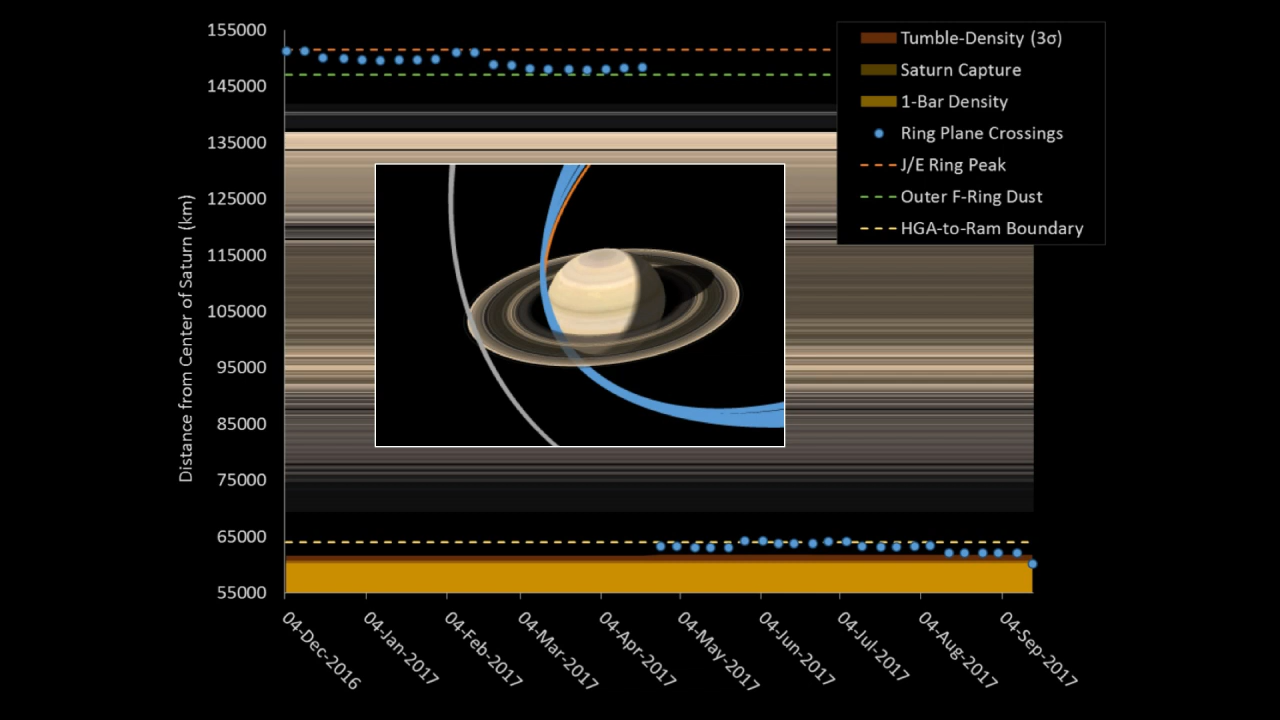 155000
145000
135000
125000
115000
105000
95000
85000
75000
65000
55000
Distance from Center of Saturn (km)
04-Dec-2016
04-Jan-2017
04-Feb-2017
04-Mar-2017
04-Apr-2017
04-May-2017
04-Jun-2017
04-Jul-2017
04-Aug-2017
04-Sep-2017
Tumble-Density (3σ)
Saturn Capture
1-Bar Density
Ring Plane Crossings
J/E Ring Peak
Outer F-Ring Dust
HGA-to-Ram Boundary